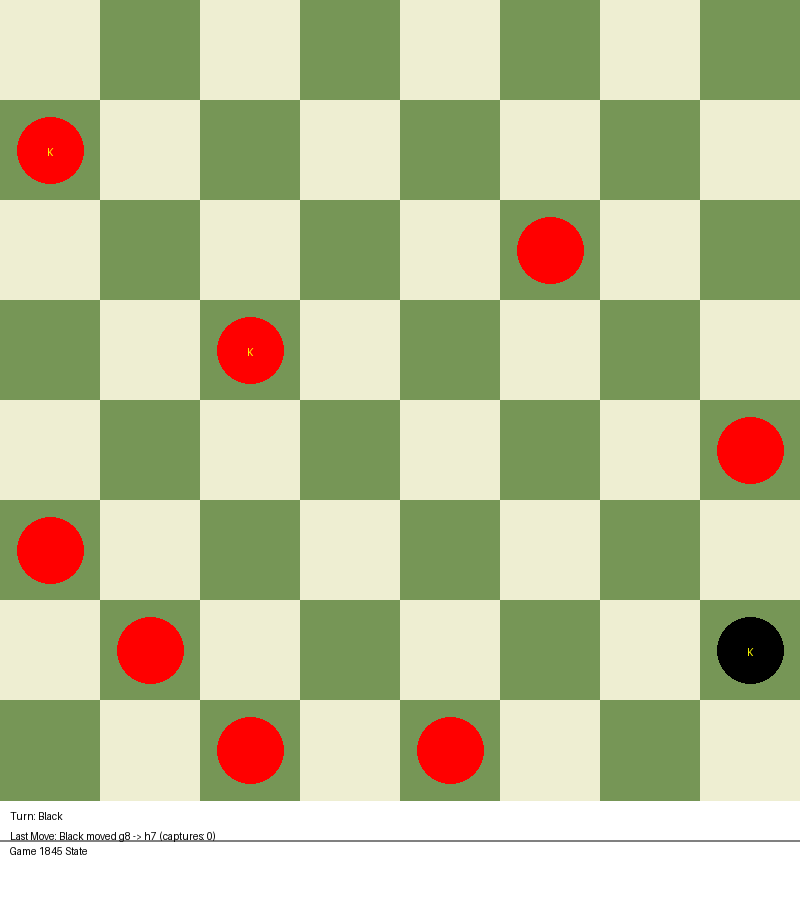 K
K
K
Turn: Black
Last Move: Black moved g8 -> h7 (captures: 0)
Game 1845 State